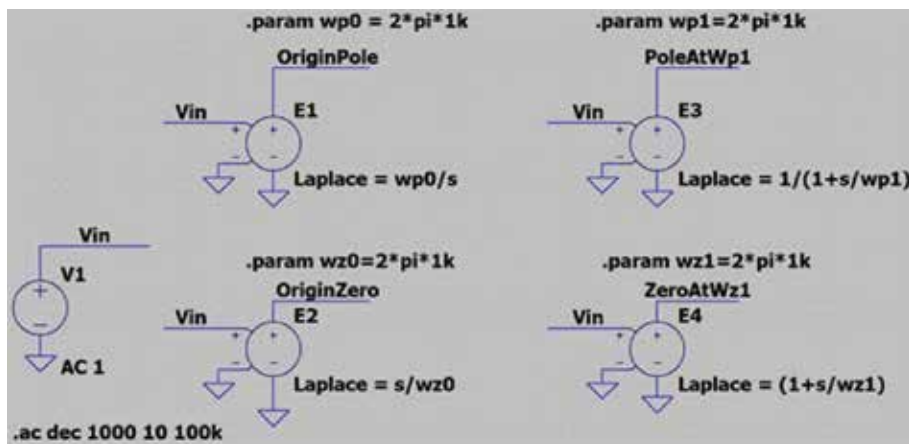 .param wp0 = 2*pi*1k
.param wp1=2*pi*1k
OriginPole
PoleAtWp1
Vin
E1
Vin
E3
Laplace = wp0/s
Laplace = 1/(1+s/wp1)
Vin
V1
AC 1
.param wz0=2*pi*1k
.param wz1=2*pi*1k
OriginZero
ZeroAtWz1
Vin
E2
Vin
E4
Laplace = s/wz0
Laplace = (1+s/wz1)
.ac dec 1000 10 100k